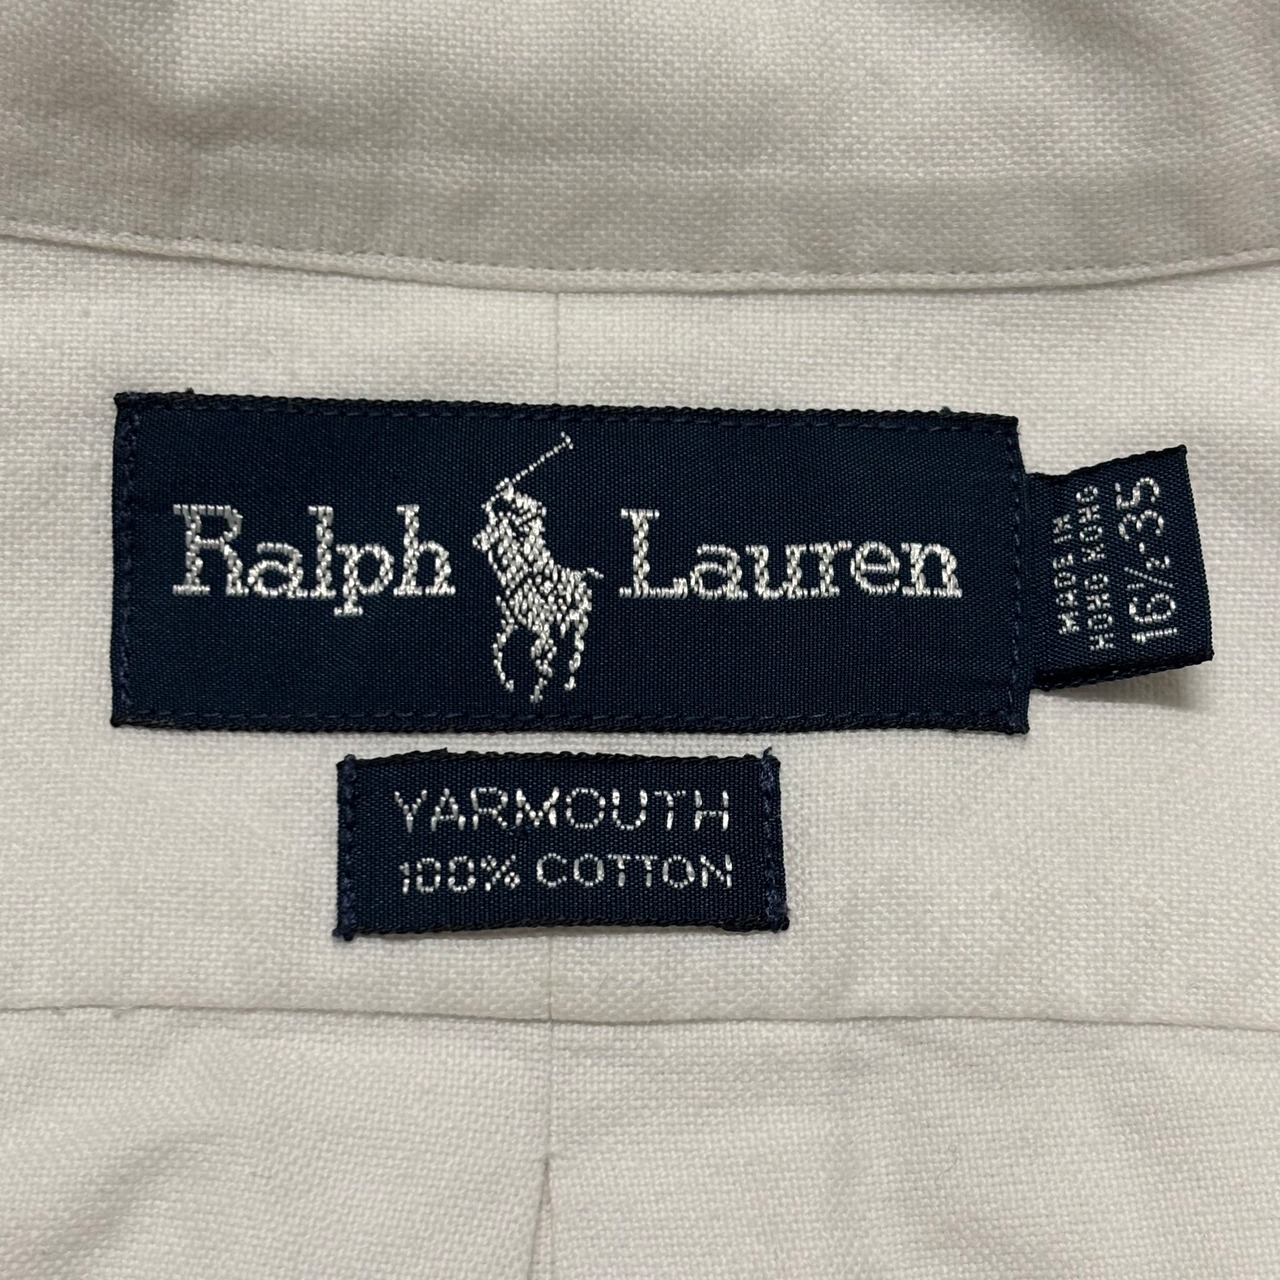 Ralph Lauren
MADE IN
HONG KONG
16½-35
YARMOUTH
100% COTTON